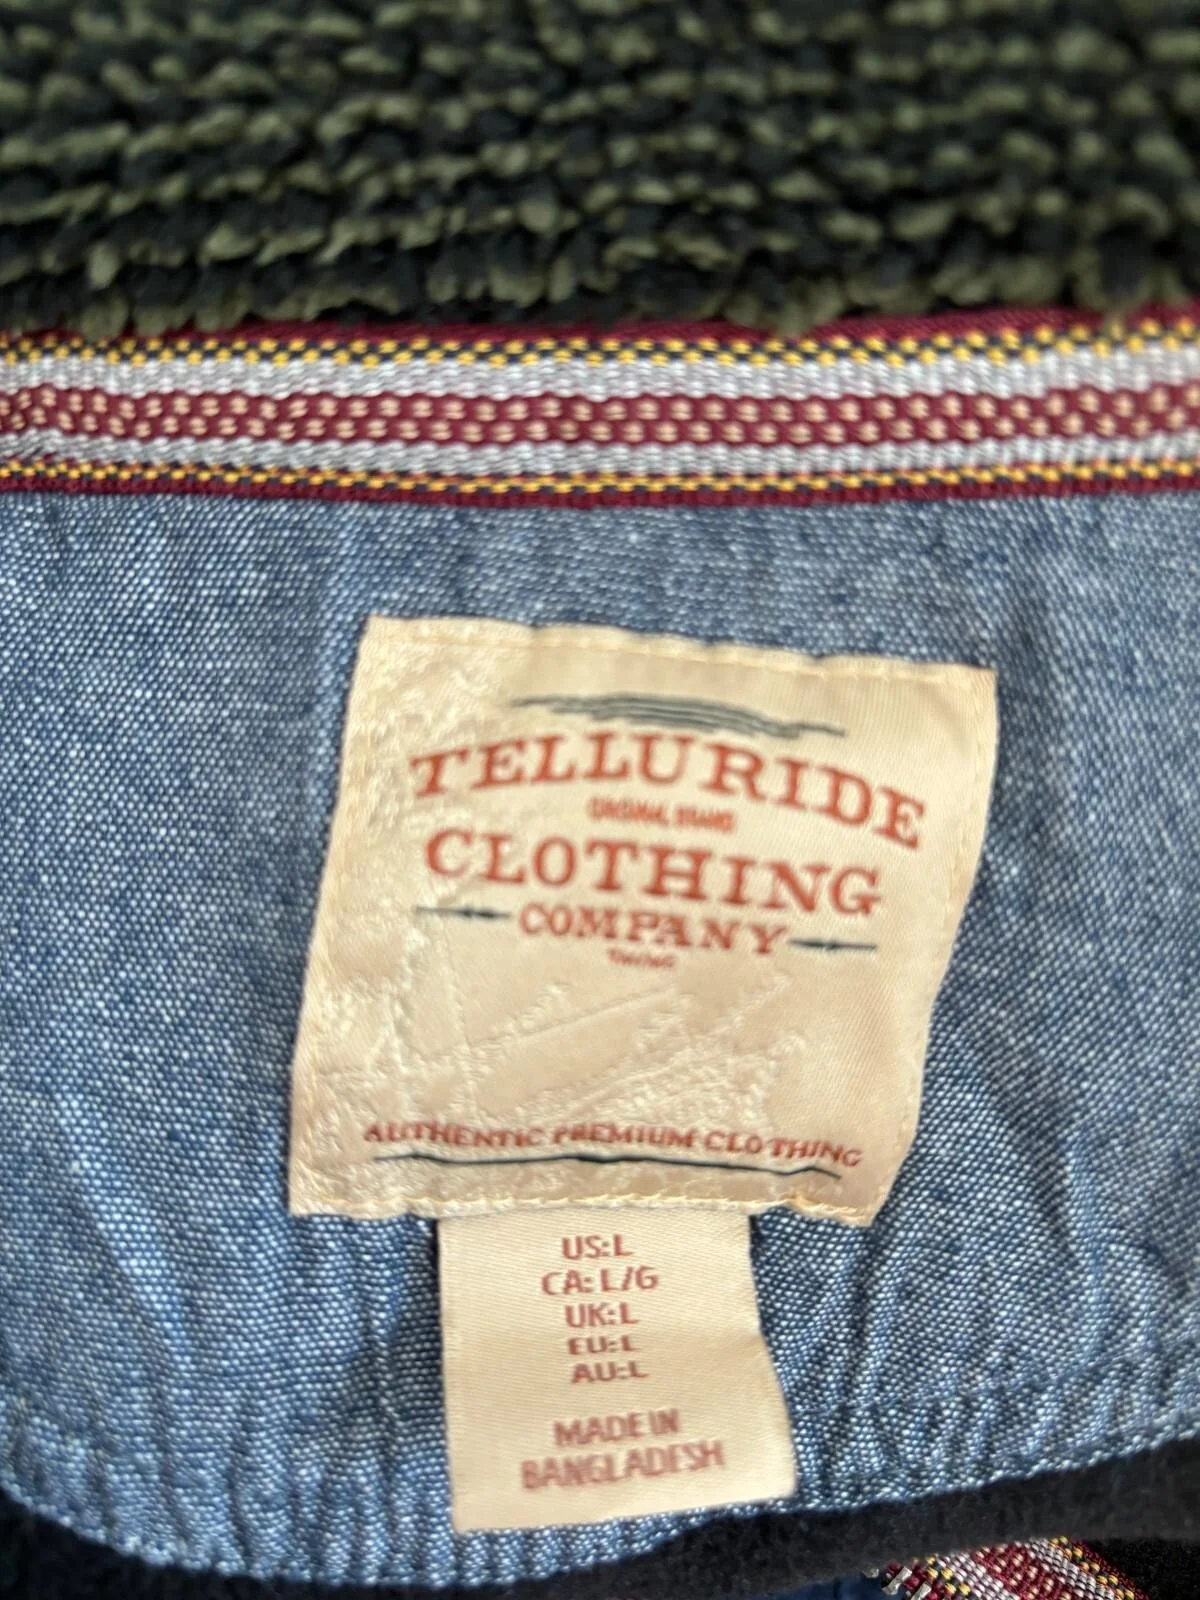 TELLURIDE
ORIGINAL BRAND
CLOTHING
COMPANY
AUTHENTIC PREMIUM CLOTHING
US:L
CA: L/G
UK:L
EU:L
AU:L
MADE IN
BANGLADESH